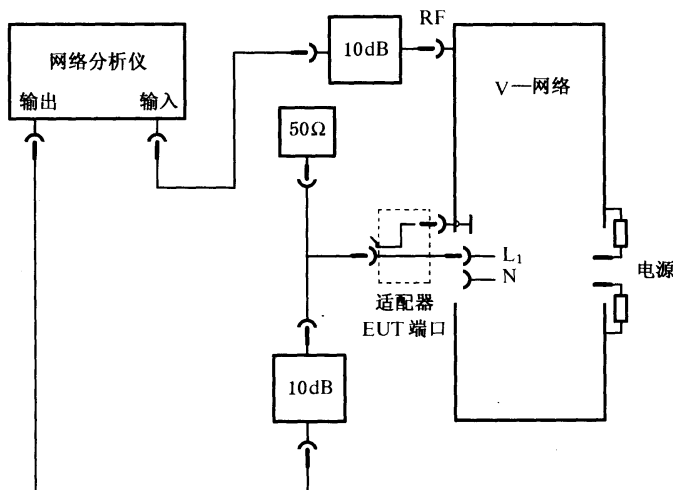 RF
10dB
网络分析仪
输出 输入
V—网络
50Ω
L₁
N
电源
适配器
EUT 端口
10dB